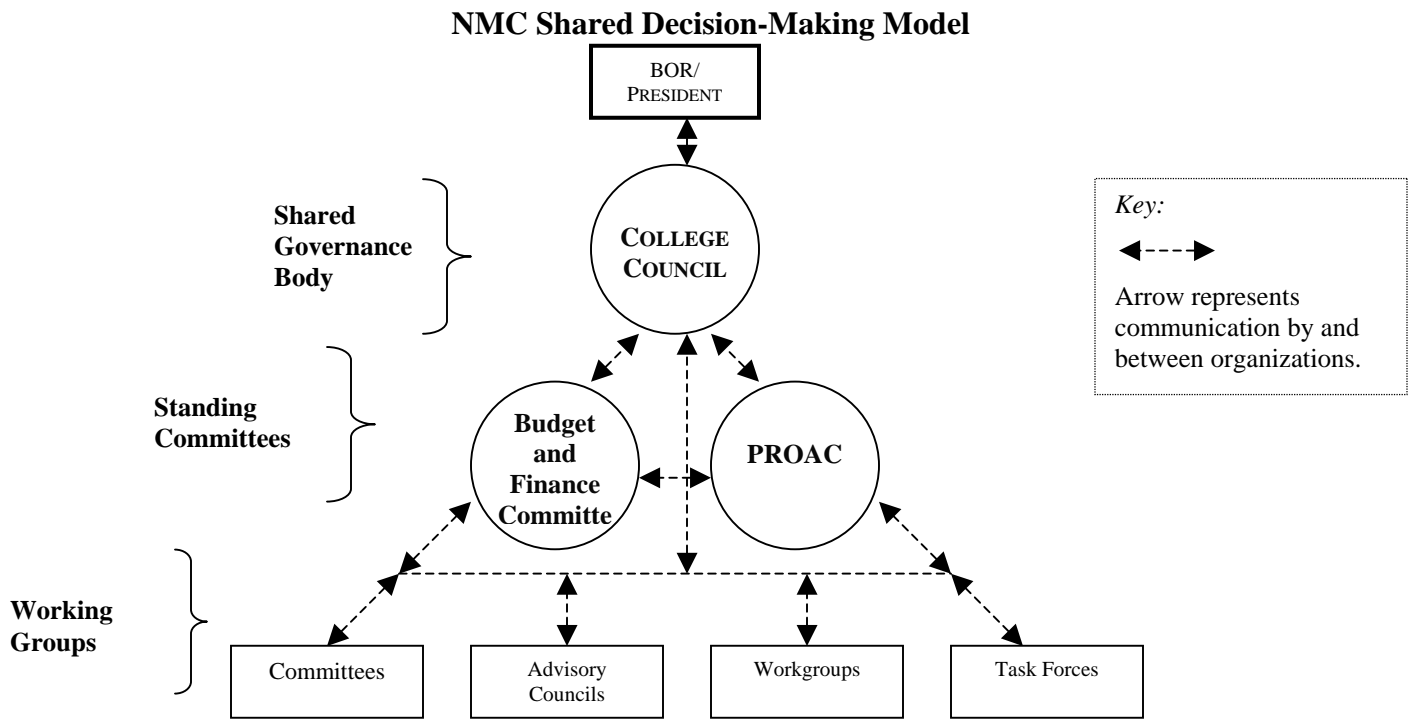 NMC Shared Decision-Making Model
BOR/
PRESIDENT
Shared
Governance
Body
COLLEGE
COUNCIL
Key:
Arrow represents
communication by and
between organizations.
Standing
Committees
Budget
and
Finance
Committe
PROAC
Working
Groups
Committees
Advisory
Councils
Workgroups
Task Forces